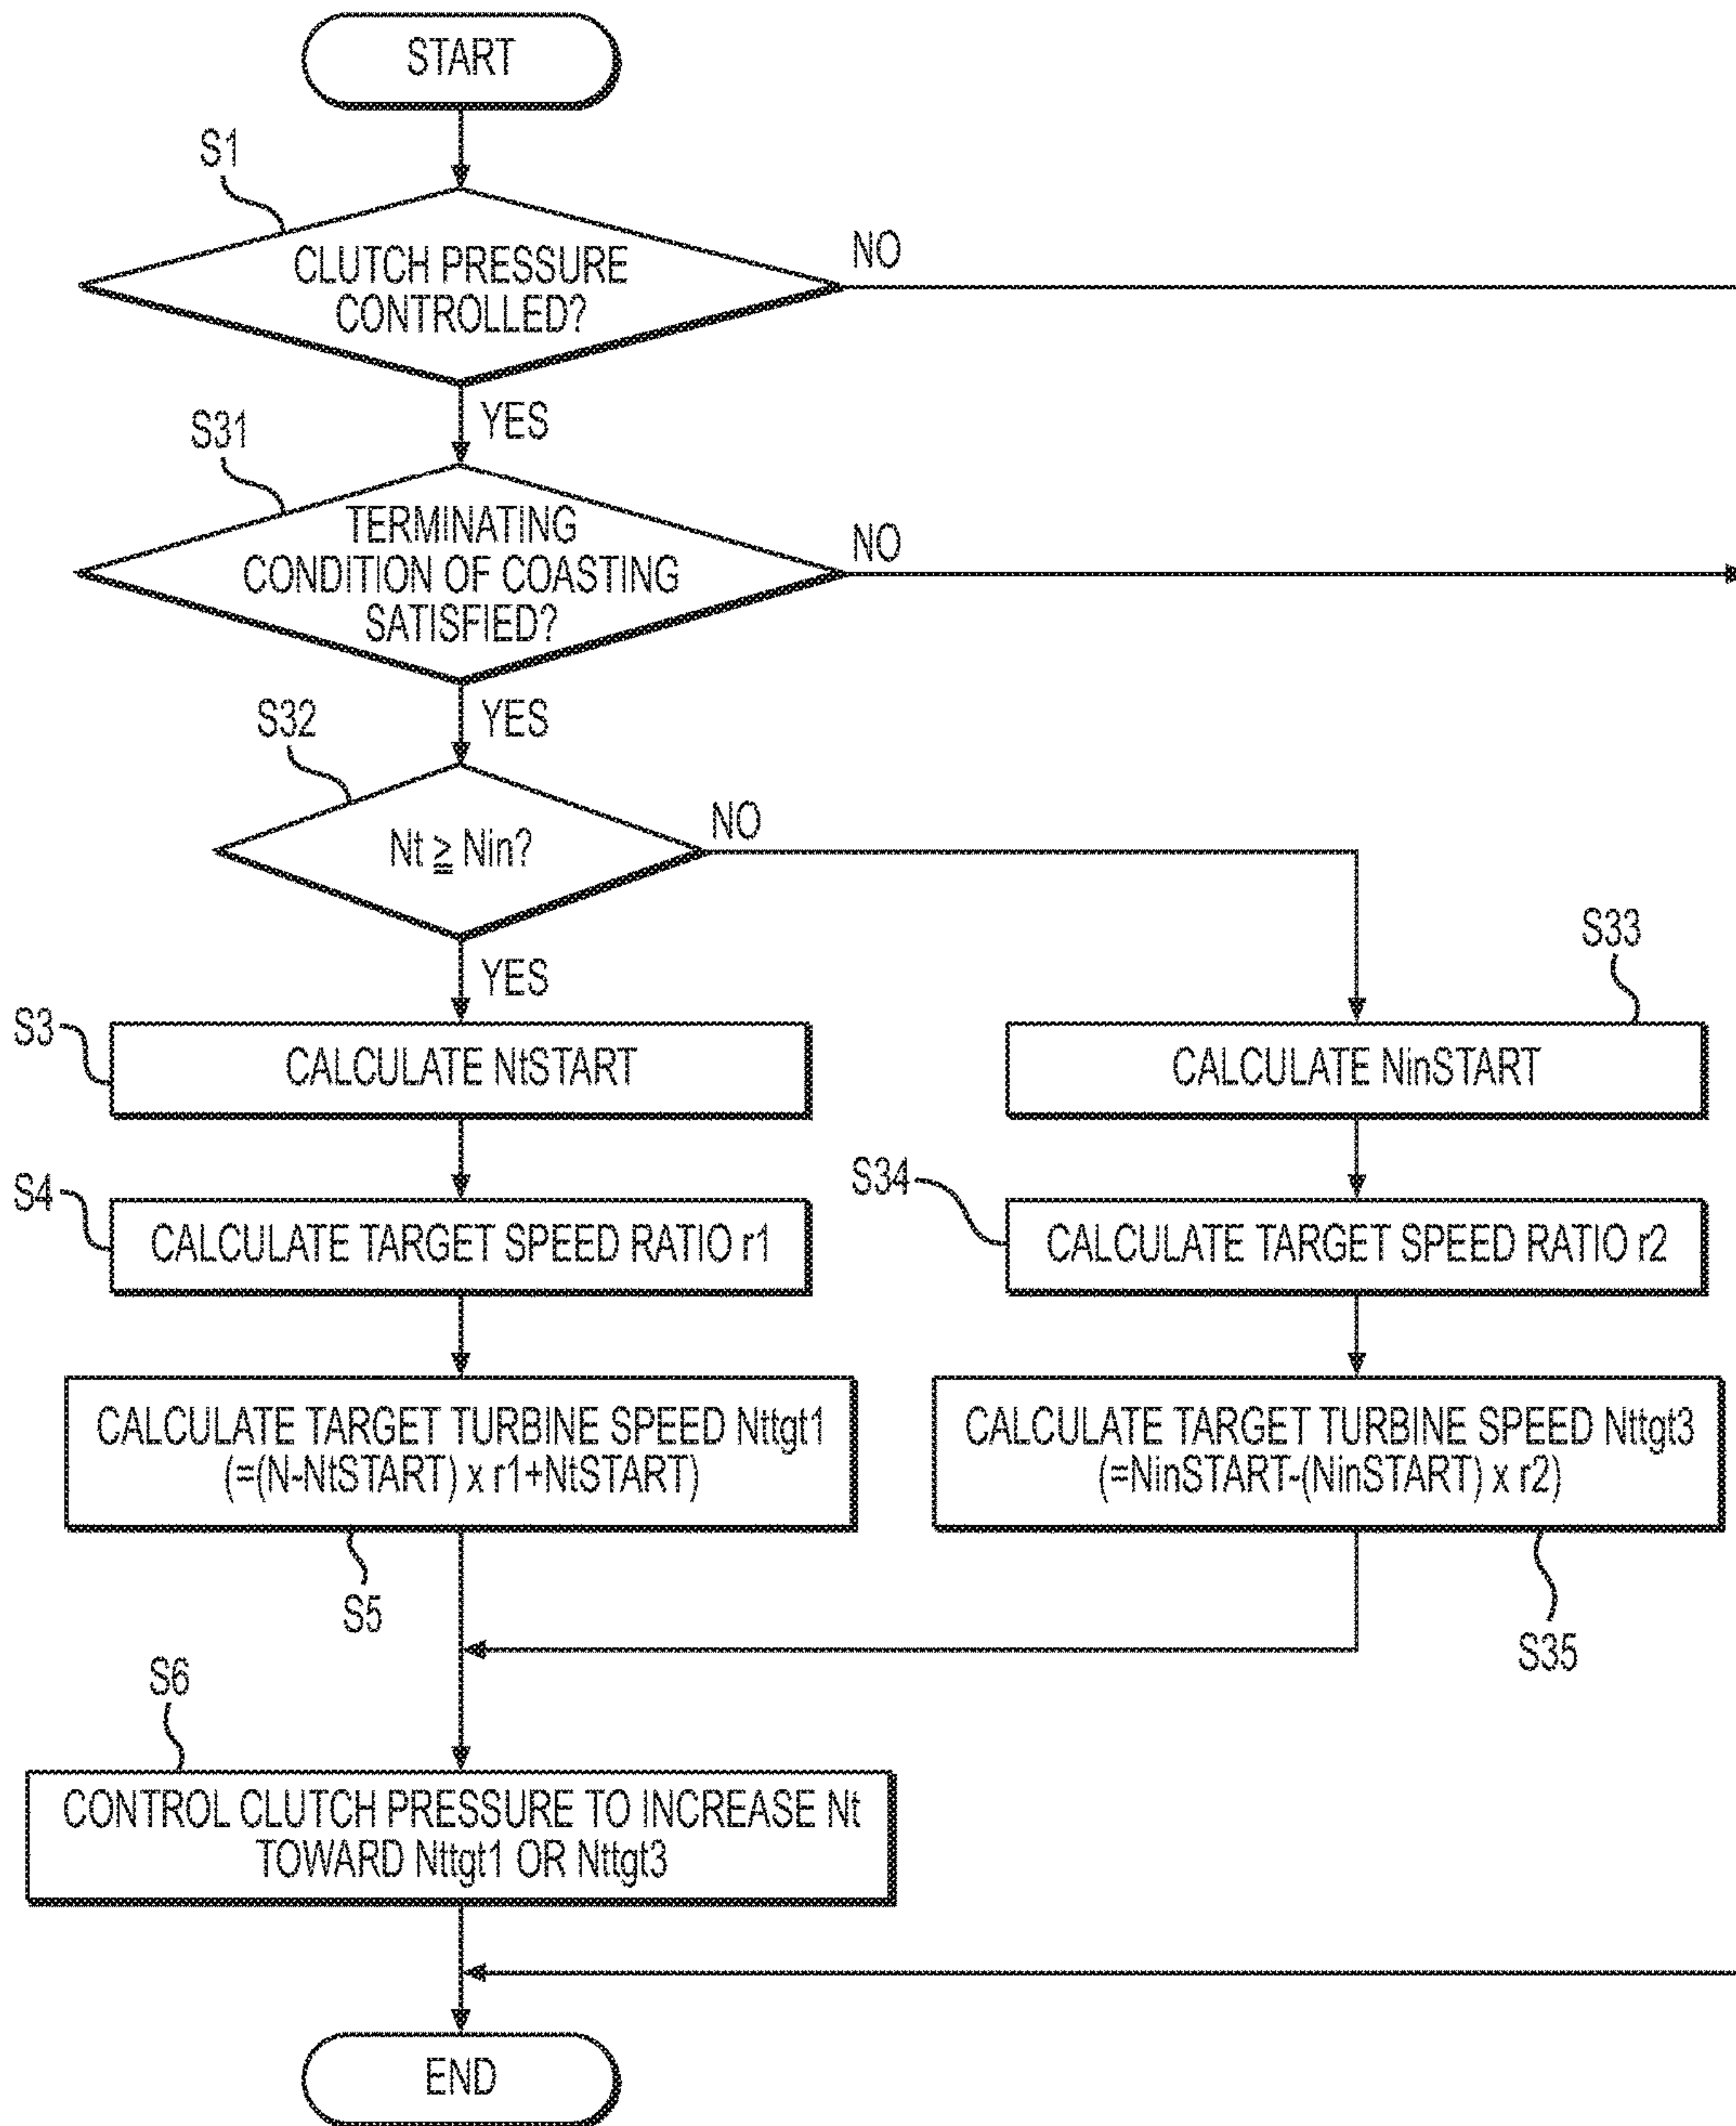 START
S1
CLUTCH PRESSURE
CONTROLLED?
NO
YES
S31
TERMINATING
CONDITION OF COASTING
SATISFIED?
NO
YES
S32
Nt ≧ Nin?
NO
YES
S33
S3
CALCULATE NtSTART
CALCULATE NinSTART
S4
CALCULATE TARGET SPEED RATIO r1
S34
CALCULATE TARGET SPEED RATIO r2
CALCULATE TARGET TURBINE SPEED Nttgt1
(=(N-NtSTART) x r1+NtSTART)
CALCULATE TARGET TURBINE SPEED Nttgt3
(=NinSTART-(NinSTART) x r2)
S5
S35
S6
CONTROL CLUTCH PRESSURE TO INCREASE Nt
TOWARD Nttgt1 OR Nttgt3
END